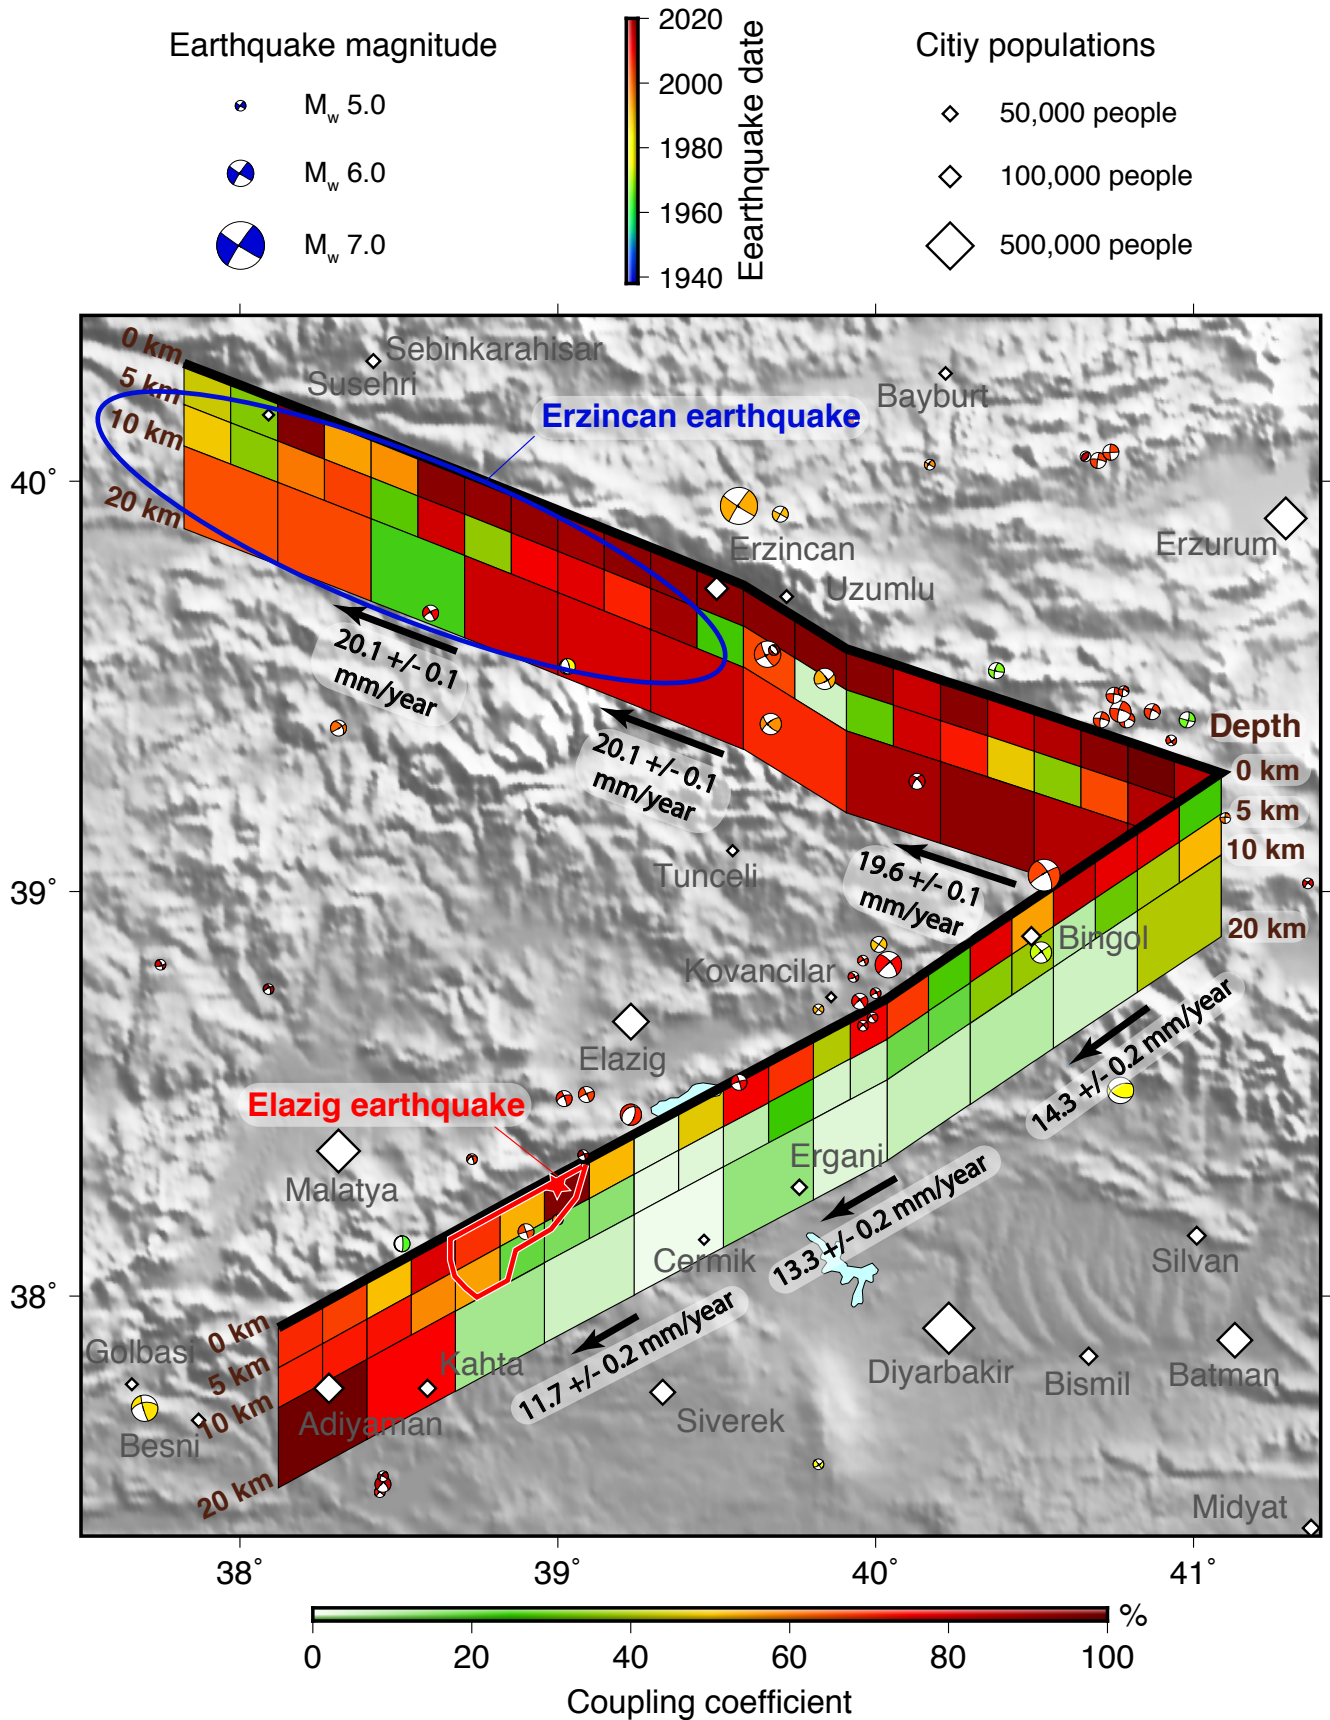 Earthquake magnitude
Mw 5.0
Mw 6.0
Mw 7.0
2020
2000
1980
1960
1940
Eearthquake date
Citiy populations
50,000 people
100,000 people
500,000 people
0 km
5 km
10 km
20 km
Sebinkarahisar
Susehri
Bayburt
Erzincan earthquake
40°
Erzurum
Erzincan
Uzumlu
20.1 +/- 0.1
mm/year
20.1 +/- 0.1
mm/year
Depth
0 km
5 km
10 km
20 km
Tunceli
19.6 +/- 0.1
mm/year
39°
Bingol
Kovancilar
Elazig
14.3 +/- 0.2 mm/year
Elazig earthquake
Malatya
Ergani
13.3 +/- 0.2 mm/year
Cermik
Silvan
38°
11.7 +/- 0.2 mm/year
0 km
5 km
10 km
20 km
Golbasi
Besni
Kahta
Adiyaman
Siverek
Diyarbakir
Bismil
Batman
Midyat
38°
39°
40°
41°
%
0
20
40
60
80
100
Coupling coefficient